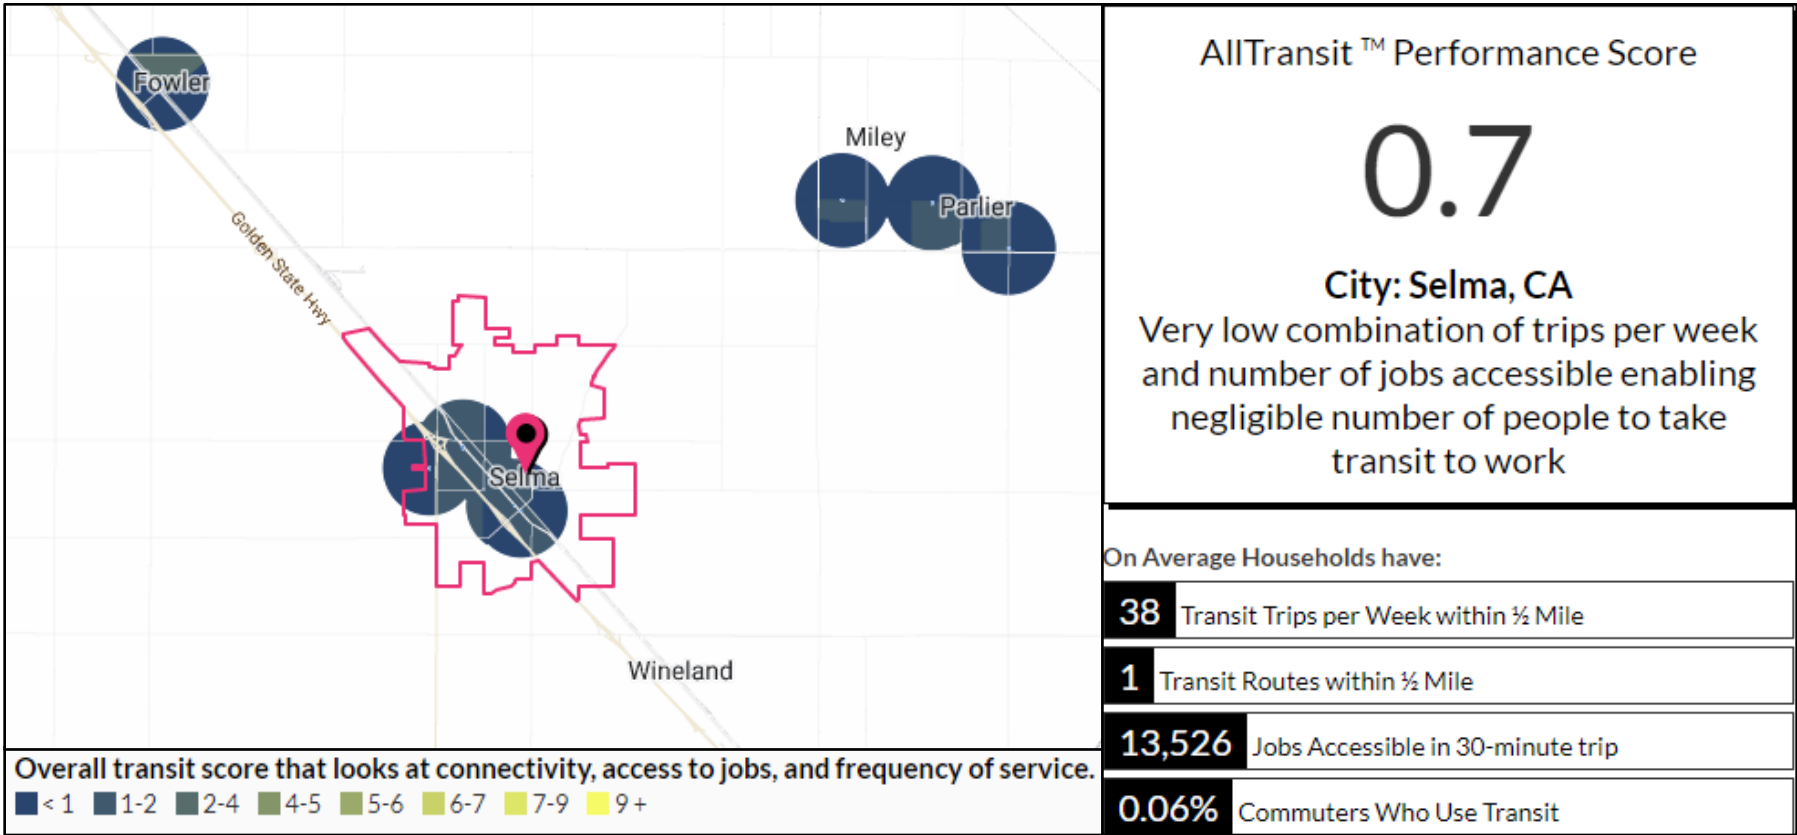 Fowler
Miley
Parlier
Golden State Hwy
Selma
Wineland
Overall transit score that looks at connectivity, access to jobs, and frequency of service.
< 1 1-2 2-4 4-5 5-6 6-7 7-9 9 +
AllTransit ™ Performance Score
0.7
City: Selma, CA
Very low combination of trips per week
and number of jobs accessible enabling
negligible number of people to take
transit to work
On Average Households have:
38 Transit Trips per Week within ½ Mile
1 Transit Routes within ½ Mile
13,526 Jobs Accessible in 30-minute trip
0.06% Commuters Who Use Transit